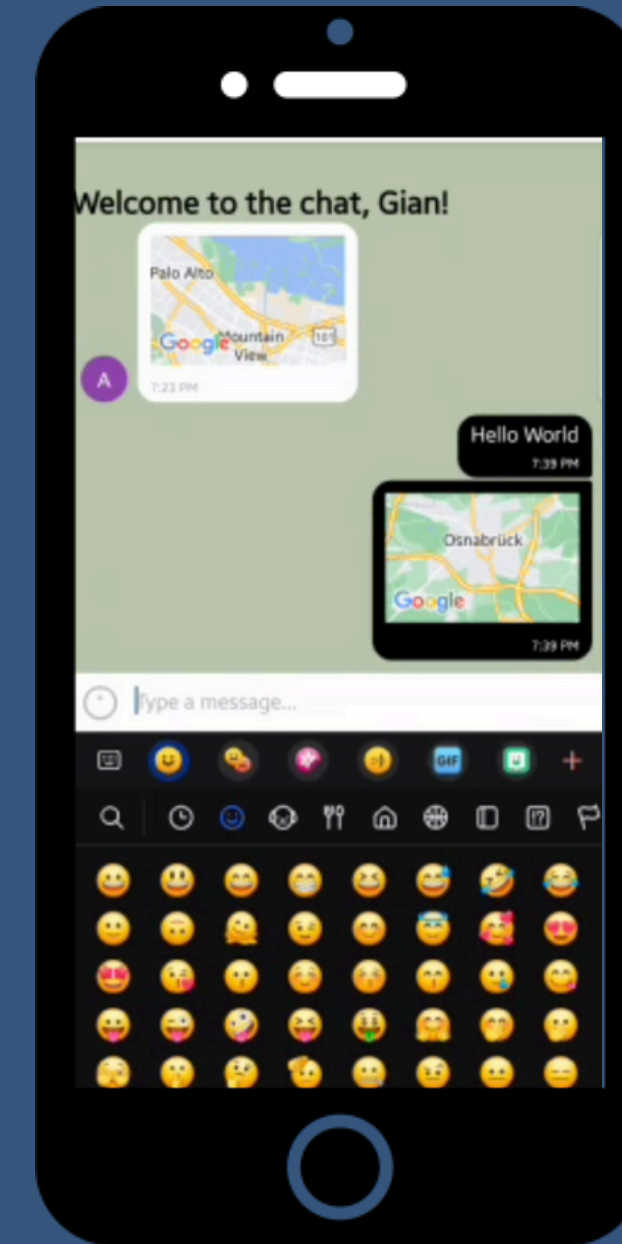 Welcome to the chat, Gian!
Palo Alto
Google
Mountain
View
101
7:23 PM
A
Hello World
7:39 PM
Osnabrück
Google
7:39 PM
Type a message...
GIF
!?